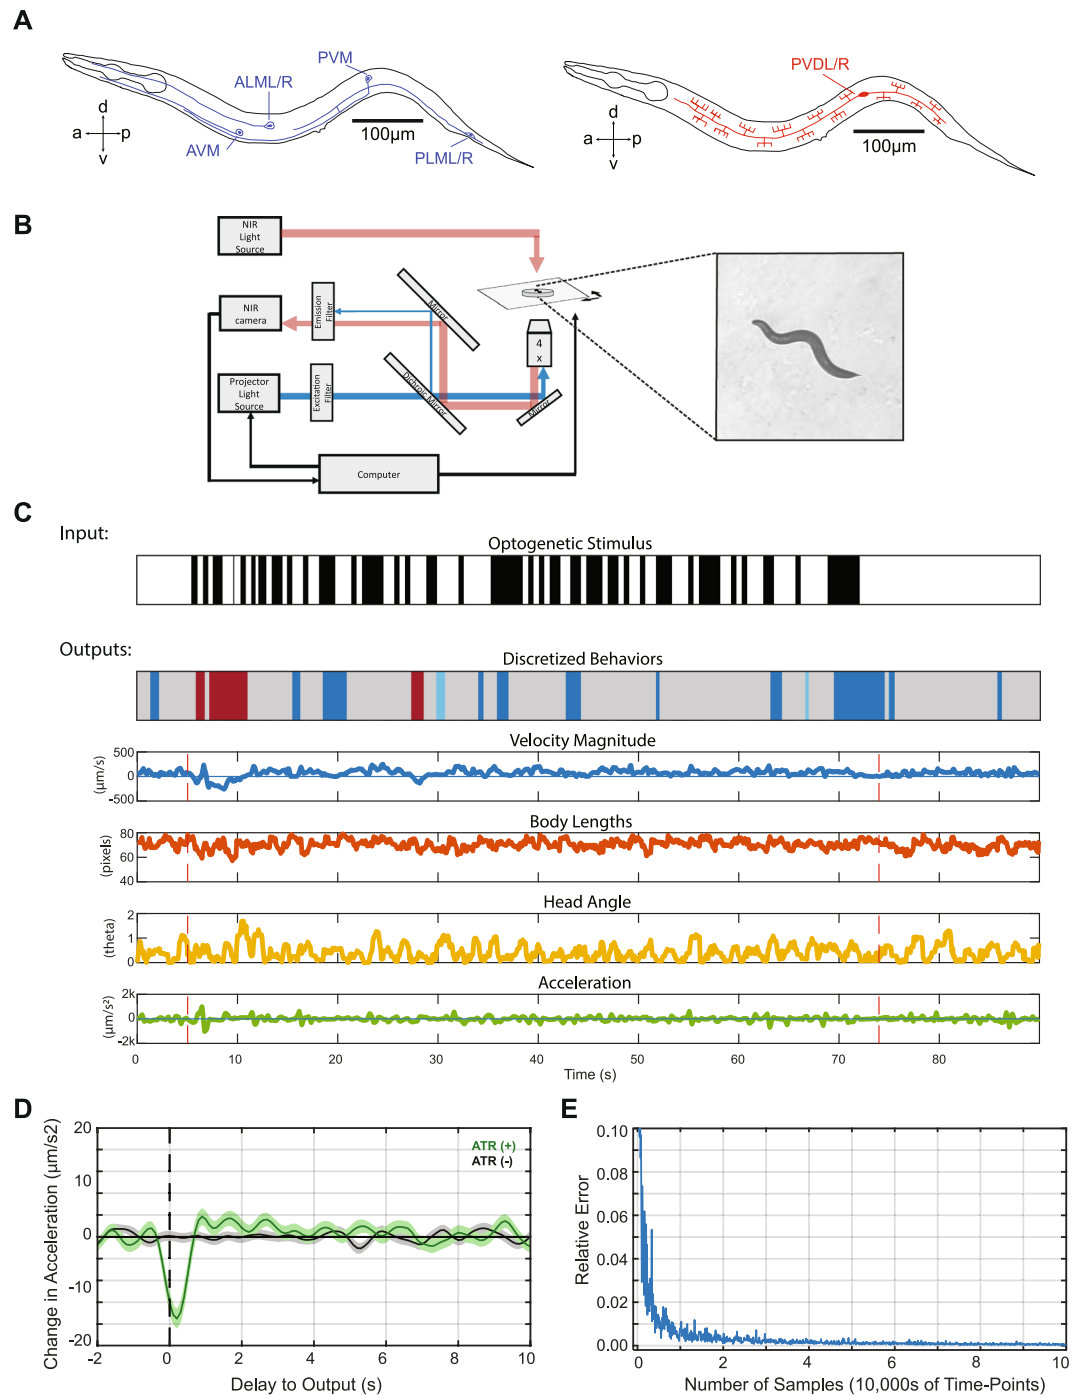 A
PVM
ALML/R
d
a
p
v
100µm
AVM
PLML/R
PVDL/R
d
a
p
v
100µm
B
NIR
Light
Source
NIR
camera
Emission
Filter
Mirror
4
x
Projector
Light
Source
Excitation
Filter
Dichroic Mirror
Mirror
Computer
C
Input:
Optogenetic Stimulus
Outputs:
Discretized Behaviors
Velocity Magnitude
(µm/s)
500
0
-500
Body Lengths
(pixels)
80
60
40
Head Angle
(theta)
2
1
0
Acceleration
(µm/s²)
2k
0
-2k
0 10 20 30 40 50 60 70 80
Time (s)
D
Change in Acceleration (µm/s2)
20
10
0
-10
-20
ATR (+)
ATR (-)
-2 0 2 4 6 8 10
Delay to Output (s)
E
Relative Error
0.10
0.08
0.06
0.04
0.02
0.00
0 1 2 3 4 5 6 7 8 9 10
Number of Samples (10,000s of Time-Points)